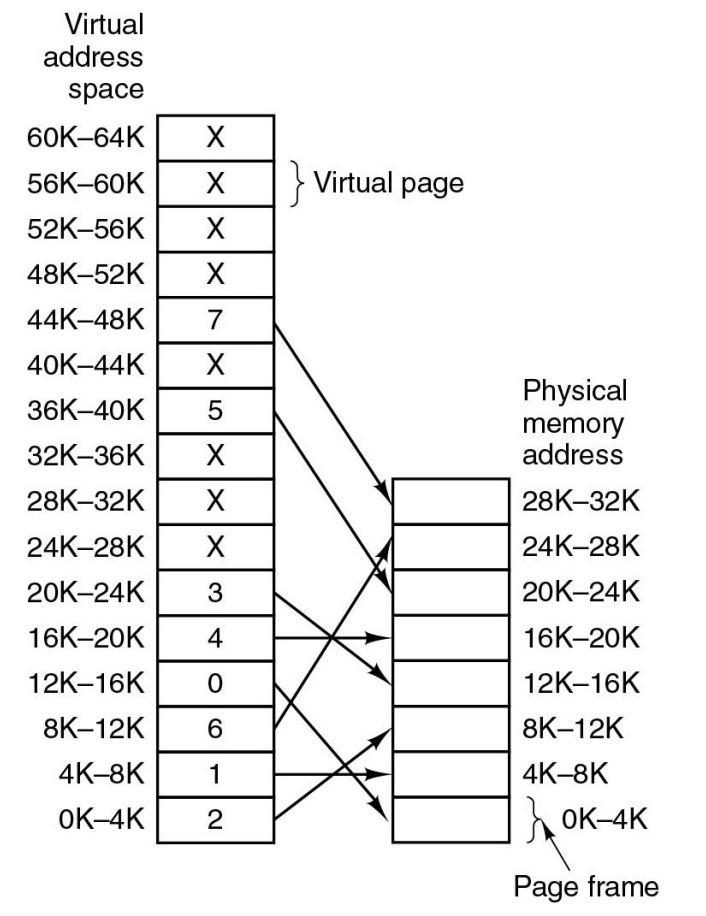 Virtual
address
space
60K–64K X
56K–60K X Virtual page
52K–56K X
48K–52K X
44K–48K 7
40K–44K X
36K–40K 5
32K–36K X
28K–32K X
24K–28K X
20K–24K 3
16K–20K 4
12K–16K 0
8K–12K 6
4K–8K 1
0K–4K 2
Physical
memory
address
28K–32K
24K–28K
20K–24K
16K–20K
12K–16K
8K–12K
4K–8K
0K–4K
Page frame